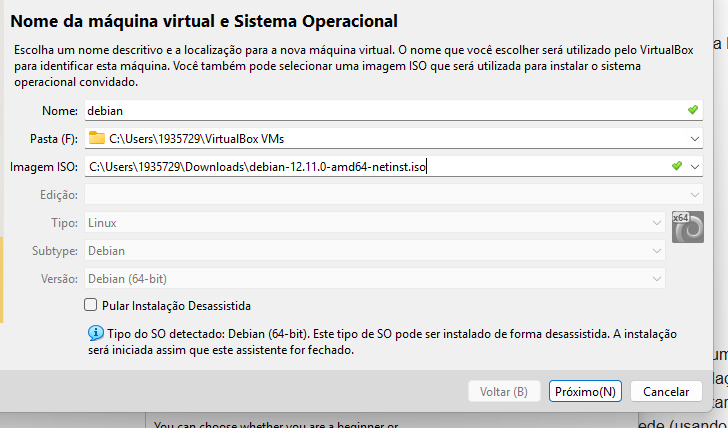 Nome da máquina virtual e Sistema Operacional
Escolha um nome descritivo e a localização para a nova máquina virtual. O nome que você escolher será utilizado pelo VirtualBox
para identificar esta máquina. Você também pode selecionar uma imagem ISO que será utilizada para instalar o sistema
operacional convidado.
Nome: debian
Pasta (F): C:\Users\1935729\VirtualBox VMs
Imagem ISO: C:\Users\1935729\Downloads\debian-12.11.0-amd64-netinst.iso
Edição:
Tipo: Linux
x64
Subtype: Debian
Versão: Debian (64-bit)
Pular Instalação Desassistida
Tipo do SO detectado: Debian (64-bit). Este tipo de SO pode ser instalado de forma desassistida. A instalação
será iniciada assim que este assistente for fechado.
Voltar (B) Próximo(N) Cancelar
ede (usando
You can choose whether you are a beginner or